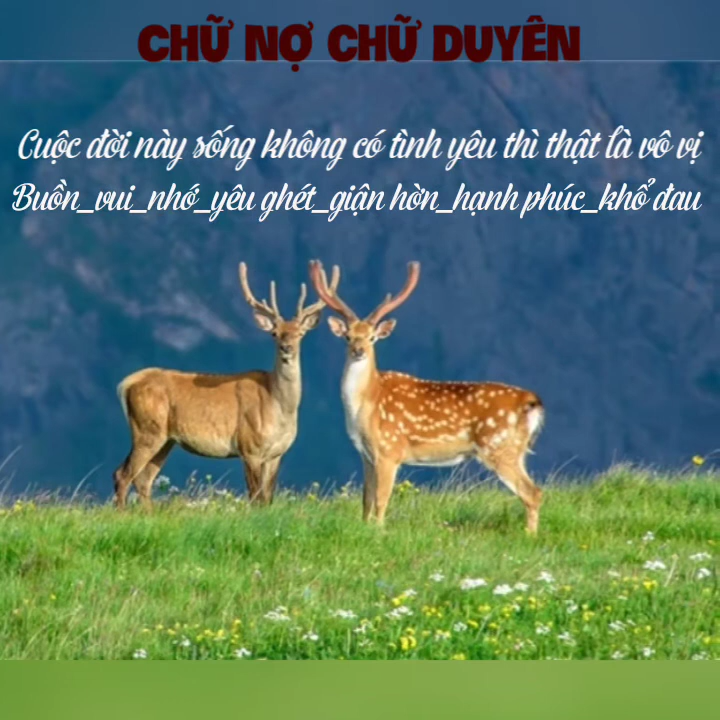 CHỮ NỢ CHỮ DUYÊN
Cuộc đời này sống không có tình yêu thì thật là vô vị
Buồn_vui_nhớ_yêu ghét_giận hờn_hạnh phúc_khổ đau